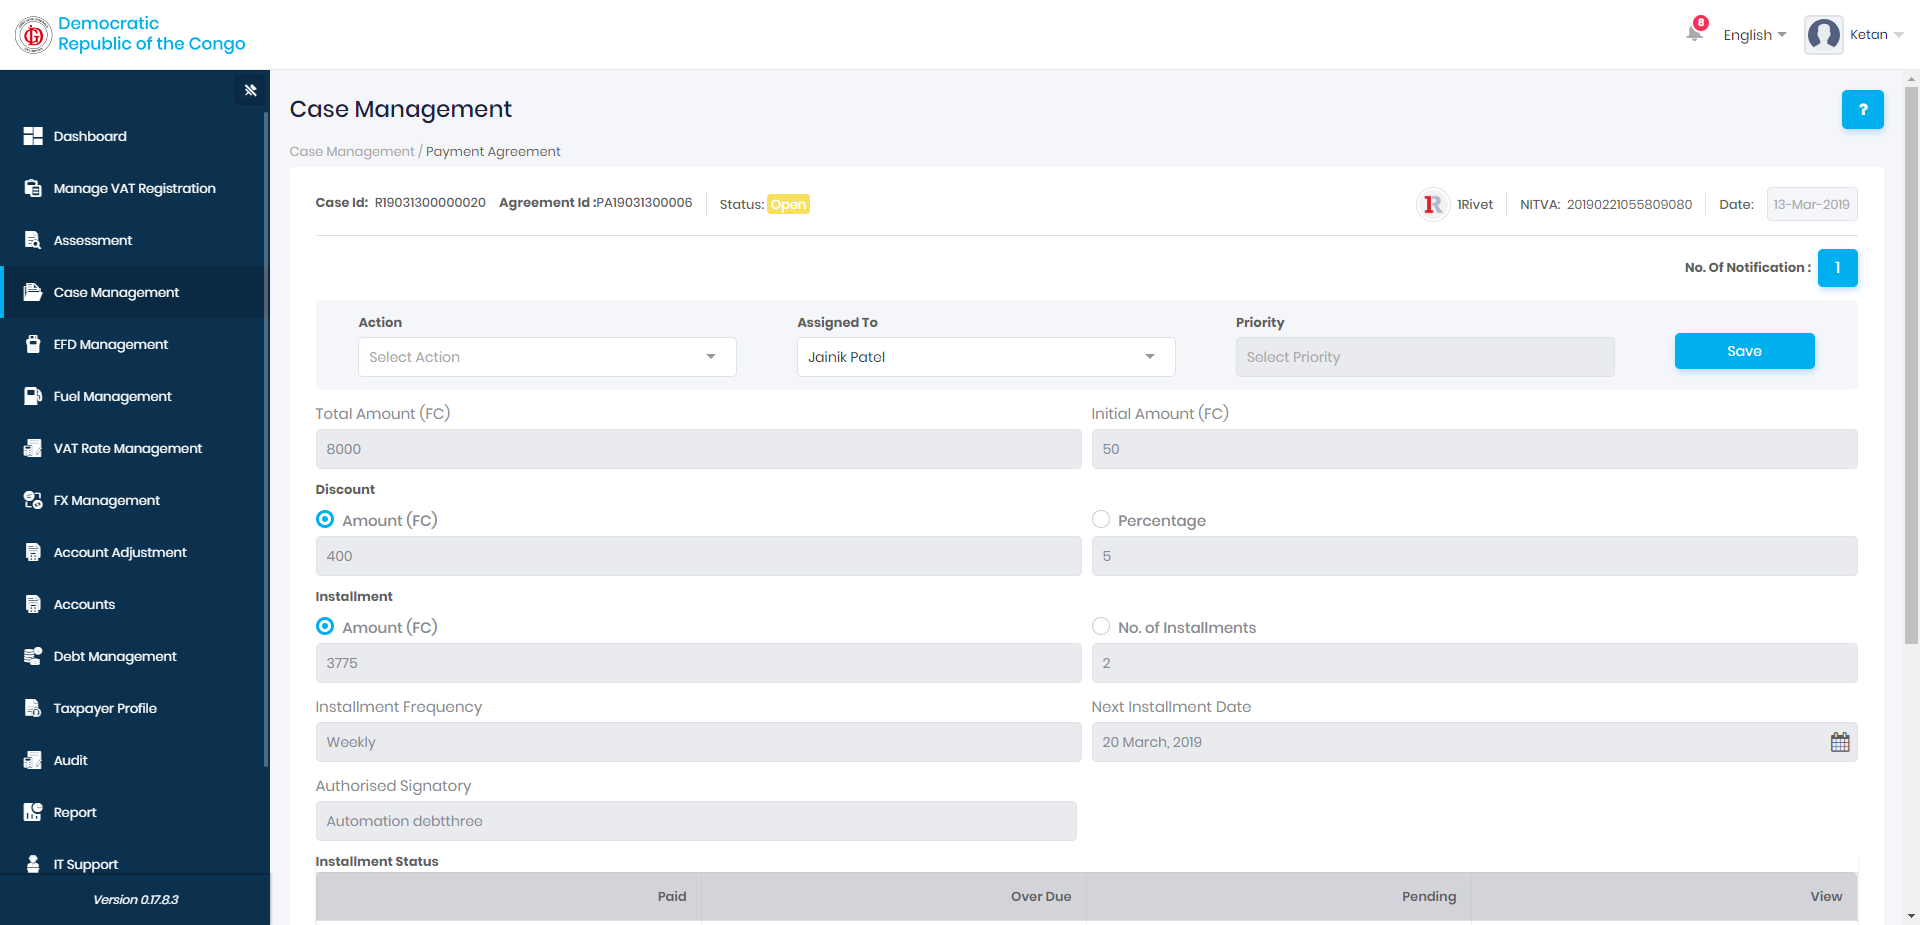 Democratic
Republic of the Congo
8
English
Ketan
Dashboard
Manage VAT Registration
Assessment
Case Management
EFD Management
Fuel Management
VAT Rate Management
FX Management
Account Adjustment
Accounts
Debt Management
Taxpayer Profile
Audit
Report
IT Support
Version 0.17.8.3
Case Management
?
Case Management / Payment Agreement
Case Id: R19031300000020 Agreement Id :PA19031300006 Status: Open
1R 1Rivet NITVA: 20190221055809080 Date: 13-Mar-2019
No. Of Notification : 1
Action Assigned To Priority
Select Action Jainik Patel Select Priority Save
Total Amount (FC) Initial Amount (FC)
8000 50
Discount
Amount (FC) Percentage
400 5
Installment
Amount (FC) No. of Installments
3775 2
Installment Frequency Next Installment Date
Weekly 20 March, 2019
Authorised Signatory
Automation debtthree
Installment Status
Paid Over Due Pending View